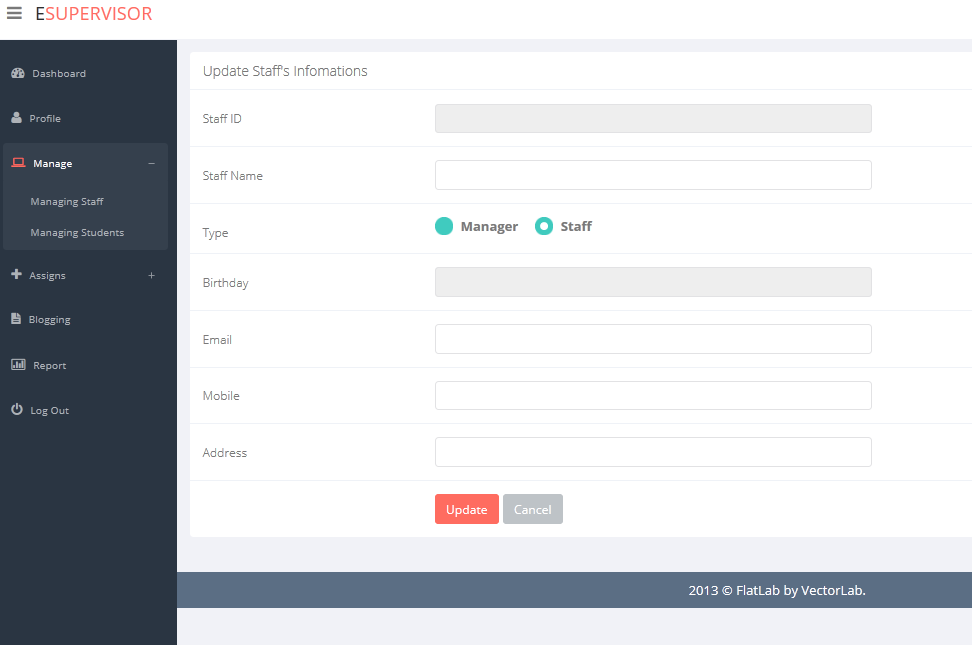 ESUPERVISOR
Dashboard
Profile
Manage
Managing Staff
Managing Students
Assigns
Blogging
Report
Log Out
Update Staff's Infomations
Staff ID
Staff Name
Type
Manager Staff
Birthday
Email
Mobile
Address
Update Cancel
2013 © FlatLab by VectorLab.